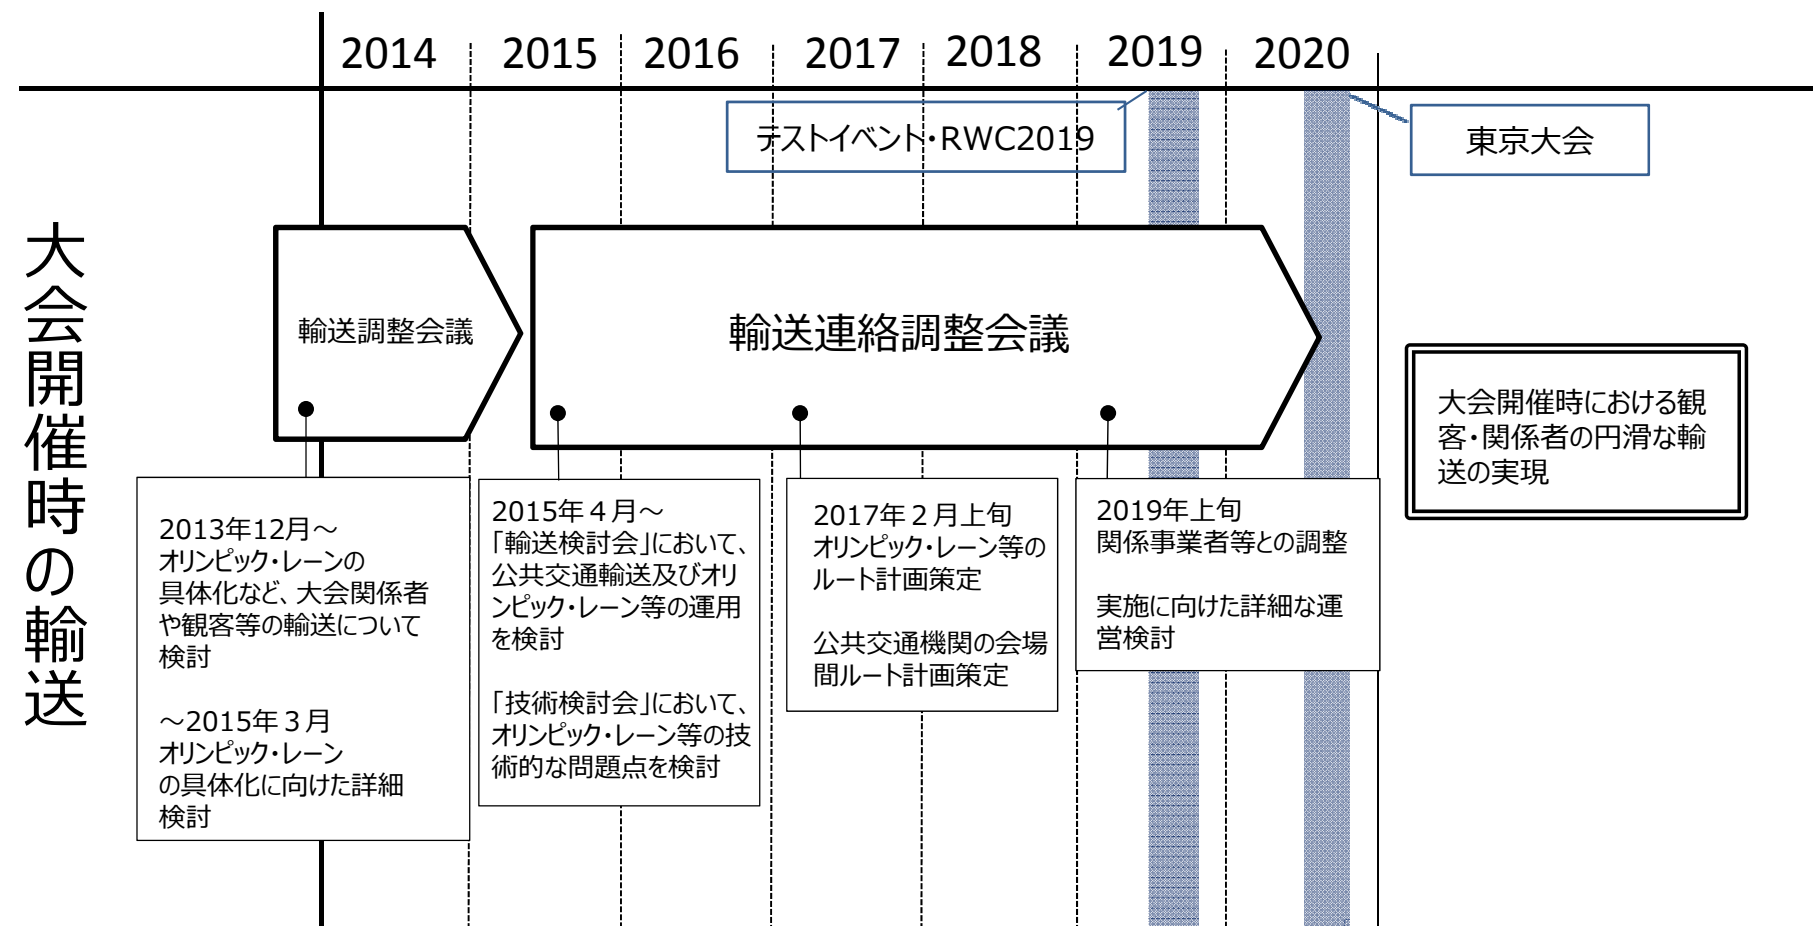 2014 2015 2016 2017 2018 2019 2020
テストイベント・RWC2019
東京大会
大会開催時の輸送
輸送調整会議
輸送連絡調整会議
2013年12月～
オリンピック・レーンの
具体化など、大会関係者
や観客等の輸送について
検討
～2015年３月
オリンピック・レーン
の具体化に向けた詳細
検討
2015年４月～
「輸送検討会」において、
公共交通輸送及びオリ
ンピック・レーン等の運用
を検討
「技術検討会」において、
オリンピック・レーン等の技
術的な問題点を検討
2017年２月上旬
オリンピック・レーン等の
ルート計画策定
公共交通機関の会場
間ルート計画策定
2019年上旬
関係事業者等との調整
実施に向けた詳細な運
営検討
大会開催時における観
客・関係者の円滑な輸
送の実現